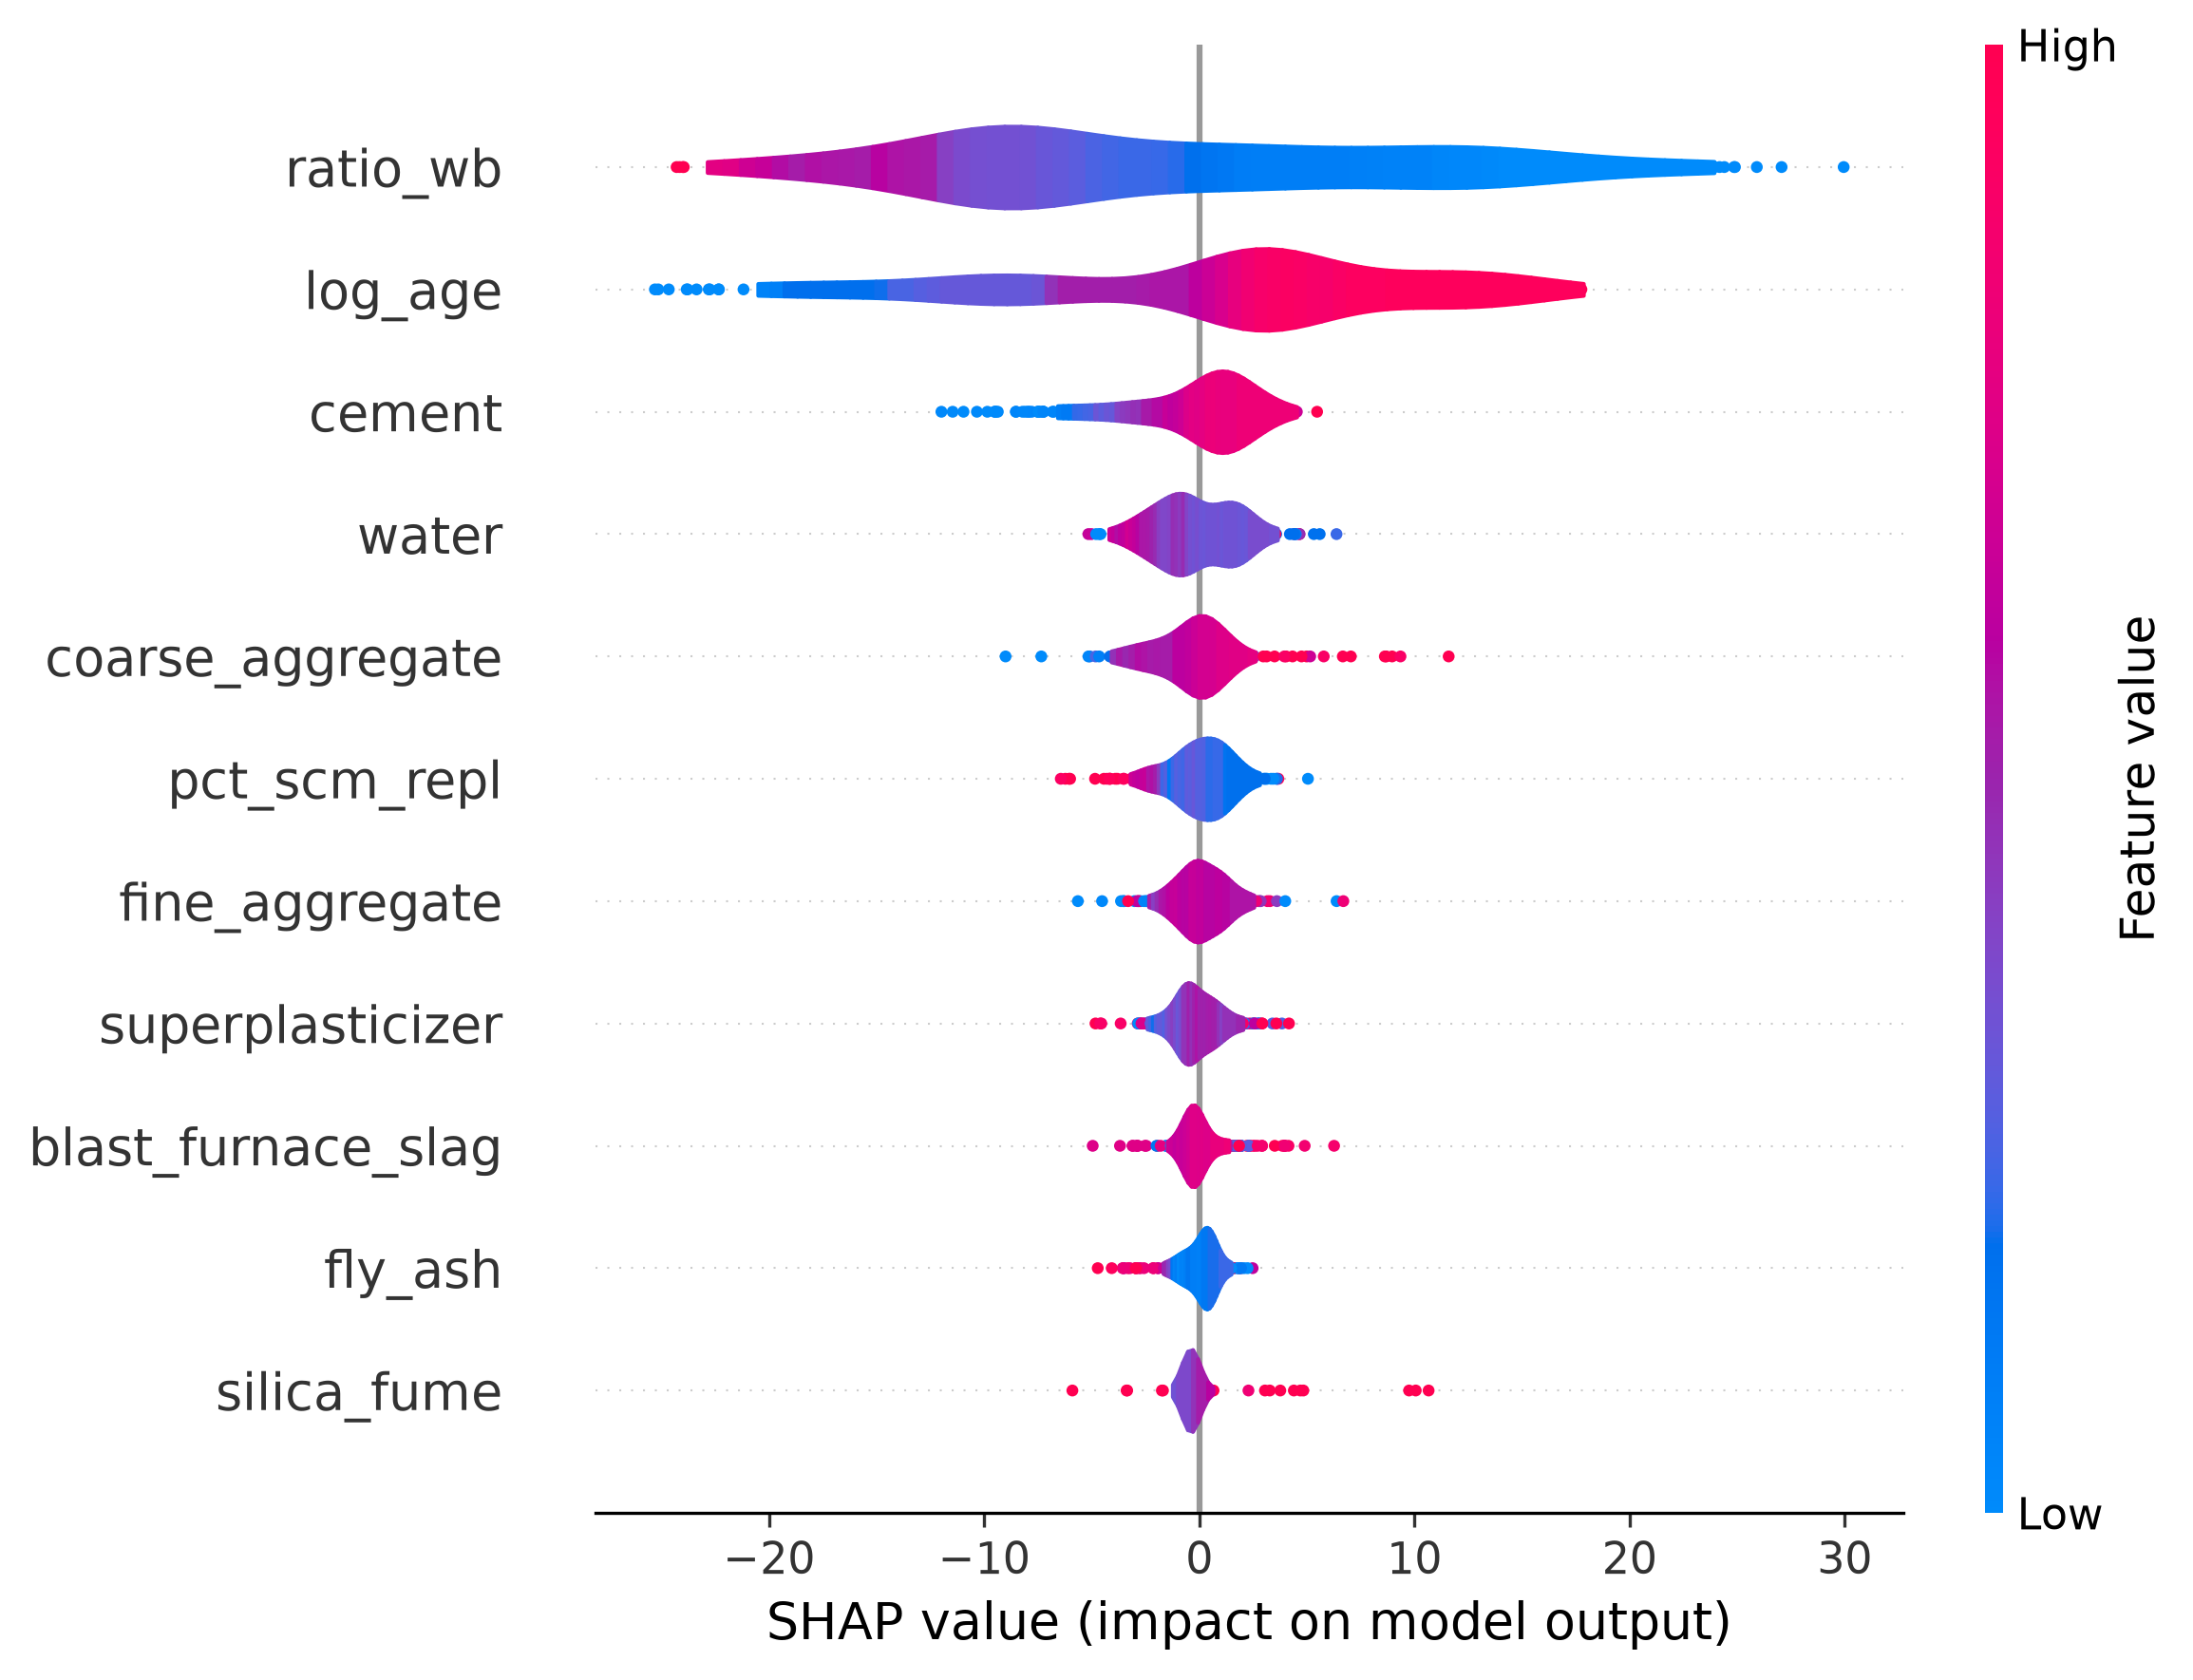 High
ratio_wb
log_age
cement
water
coarse_aggregate
pct_scm_repl
fine_aggregate
superplasticizer
blast_furnace_slag
fly_ash
silica_fume
Feature value
Low
−20 −10 0 10 20 30
SHAP value (impact on model output)